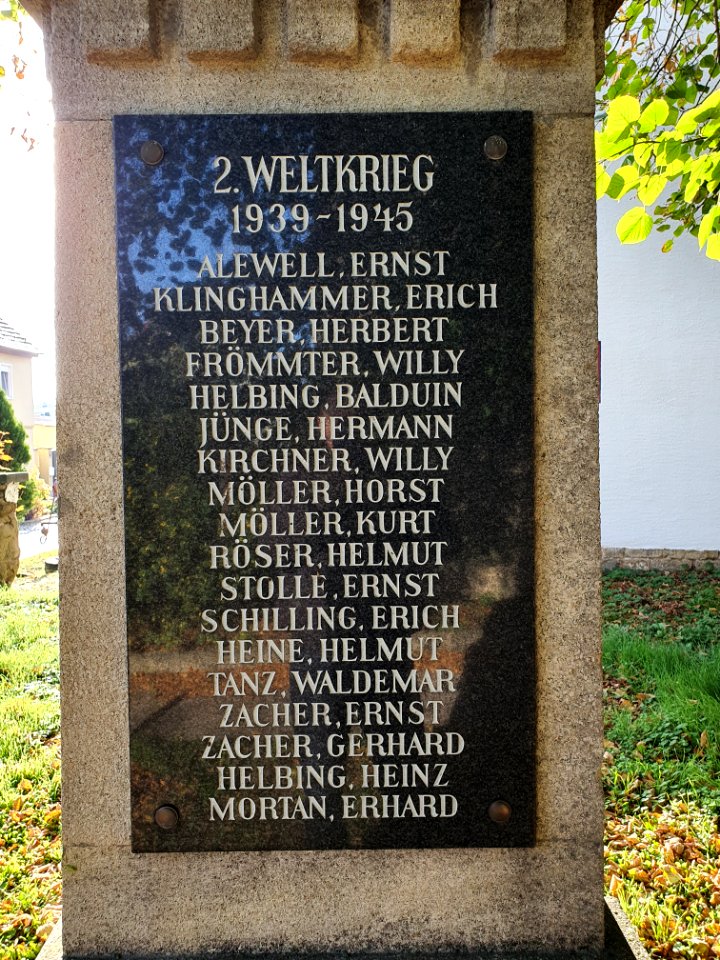 2. WELTKRIEG
1939-1945
ALEWELL, ERNST
KLINGHAMMER, ERICH
BEYER, HERBERT
FRÖMMTER, WILLY
HELBING, BALDUIN
JÜNGE, HERMANN
KIRCHNER, WILLY
MÖLLER, HORST
MÖLLER, KURT
RÖSER, HELMUT
STOLLE, ERNST
SCHILLING, ERICH
HEINE, HELMUT
TANZ, WALDEMAR
ZACHER, ERNST
ZACHER, GERHARD
HELBING, HEINZ
MORTAN, ERHARD